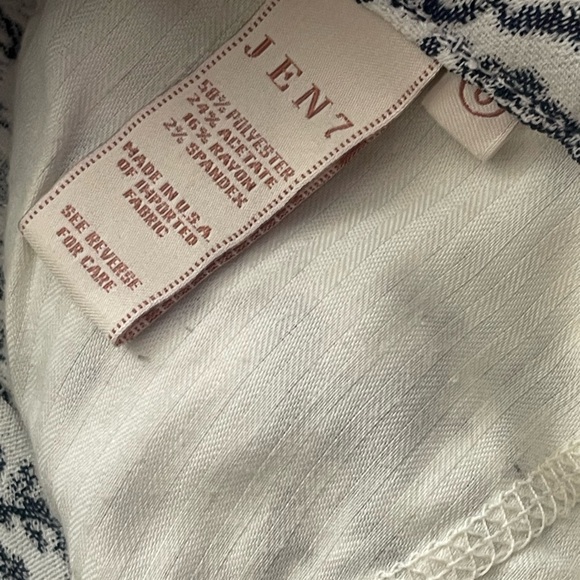 JEN7
50% POLYESTER
24% ACETATE
16% RAYON
2% SPANDEX
MADE IN U.S.A.
OF IMPORTED
FABRIC
SEE REVERSE
FOR CARE